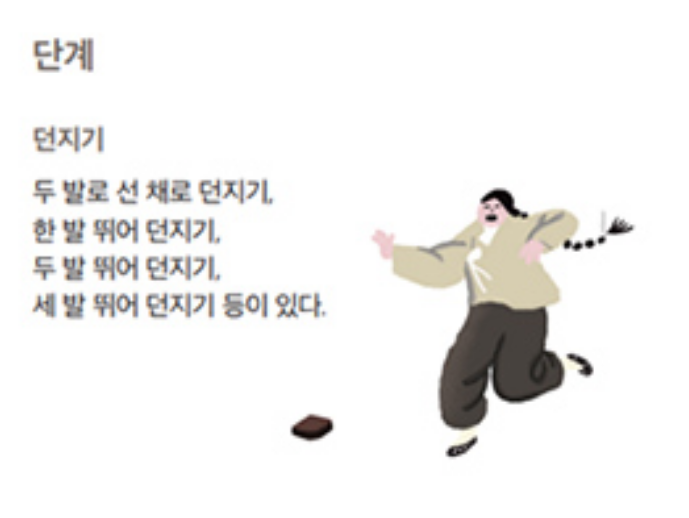 단계
던지기
두 발로 선 채로 던지기,
한 발 뛰어 던지기,
두 발 뛰어 던지기,
세 발 뛰어 던지기 등이 있다.